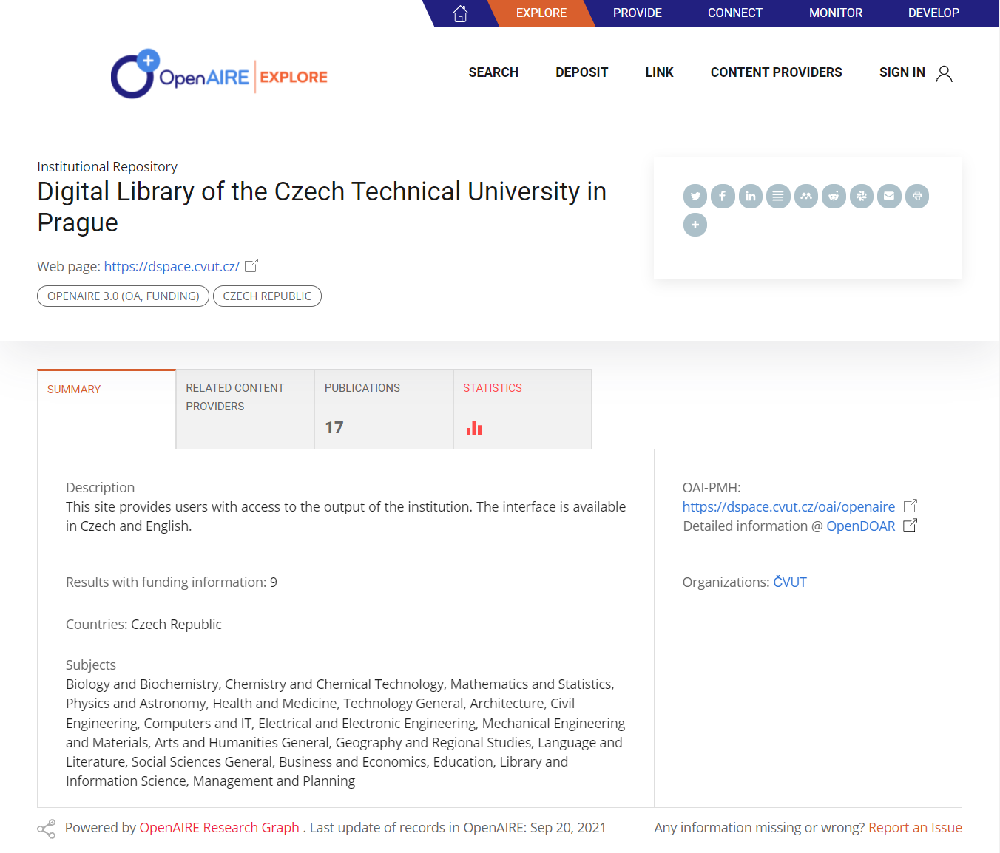 EXPLORE
PROVIDE
CONNECT
MONITOR
DEVELOP
OpenAIRE EXPLORE
SEARCH
DEPOSIT
LINK
CONTENT PROVIDERS
SIGN IN
Institutional Repository
Digital Library of the Czech Technical University in
Prague
Web page: https://dspace.cvut.cz/
OPENAIRE 3.0 (OA, FUNDING)
CZECH REPUBLIC
SUMMARY
RELATED CONTENT
PROVIDERS
PUBLICATIONS
17
STATISTICS
Description
This site provides users with access to the output of the institution. The interface is available
in Czech and English.
Results with funding information: 9
Countries: Czech Republic
Subjects
Biology and Biochemistry, Chemistry and Chemical Technology, Mathematics and Statistics,
Physics and Astronomy, Health and Medicine, Technology General, Architecture, Civil
Engineering, Computers and IT, Electrical and Electronic Engineering, Mechanical Engineering
and Materials, Arts and Humanities General, Geography and Regional Studies, Language and
Literature, Social Sciences General, Business and Economics, Education, Library and
Information Science, Management and Planning
OAI-PMH:
https://dspace.cvut.cz/oai/openaire
Detailed information @ OpenDOAR
Organizations: ČVUT
Powered by OpenAIRE Research Graph . Last update of records in OpenAIRE: Sep 20, 2021
Any information missing or wrong? Report an Issue